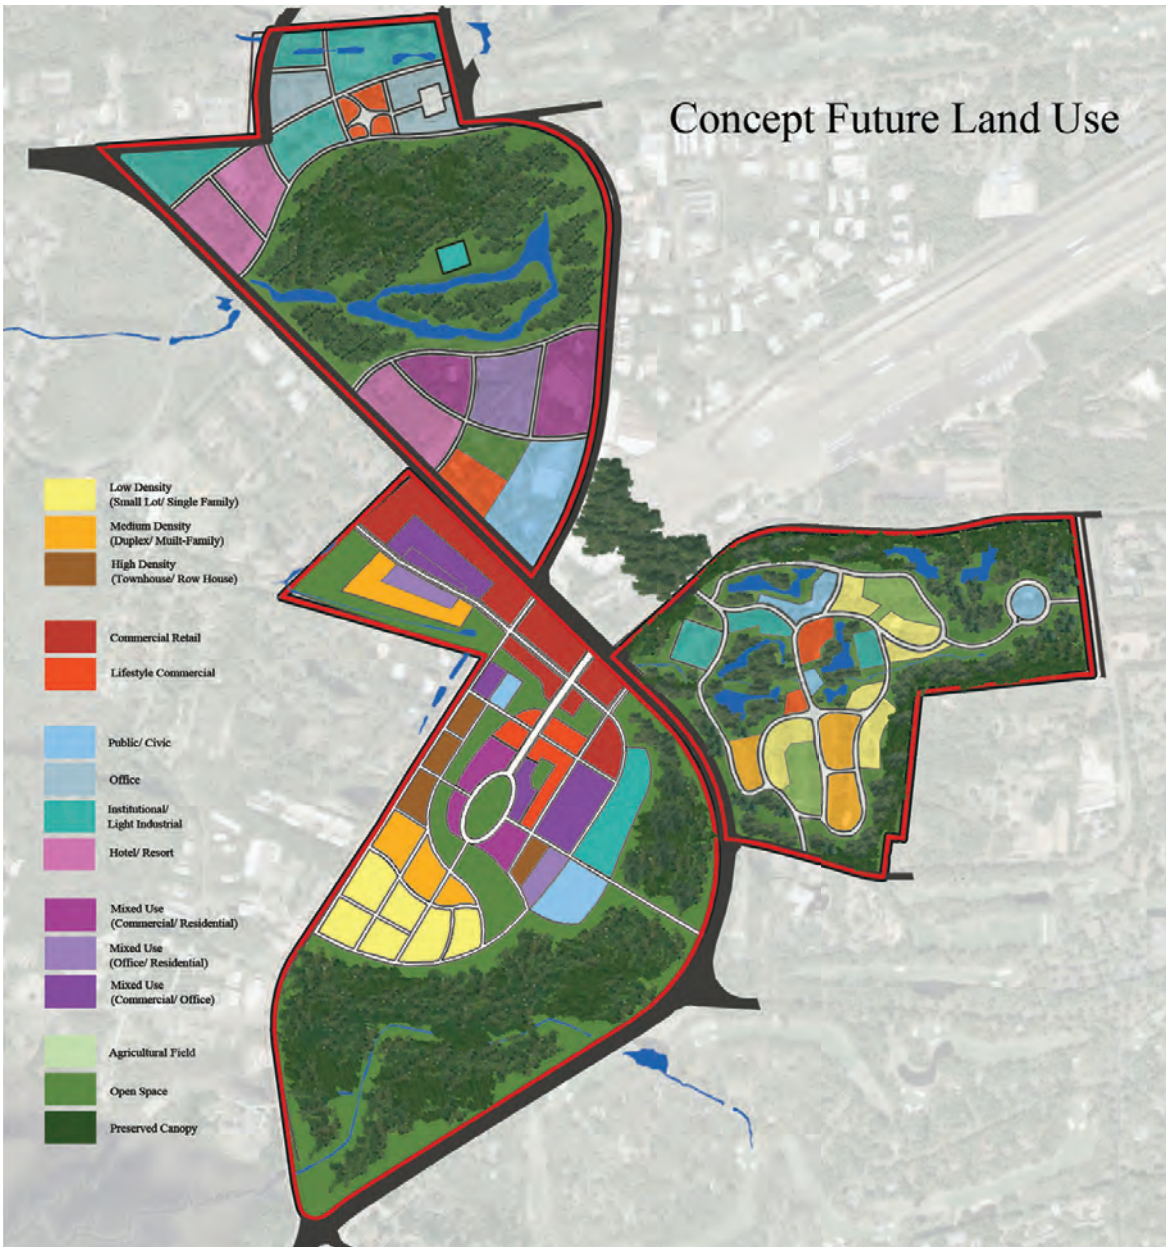 Concept Future Land Use
Low Density
(Small Lot/ Single Family)
Medium Density
(Duplex/ Muilt-Family)
High Density
(Townhouse/ Row House)
Commercial Retail
Lifestyle Commercial
Public/ Civic
Office
Institutional/
Light Industrial
Hotel/ Resort
Mixed Use
(Commercial/ Residential)
Mixed Use
(Office/ Residential)
Mixed Use
(Commercial/ Office)
Agricultural Field
Open Space
Preserved Canopy